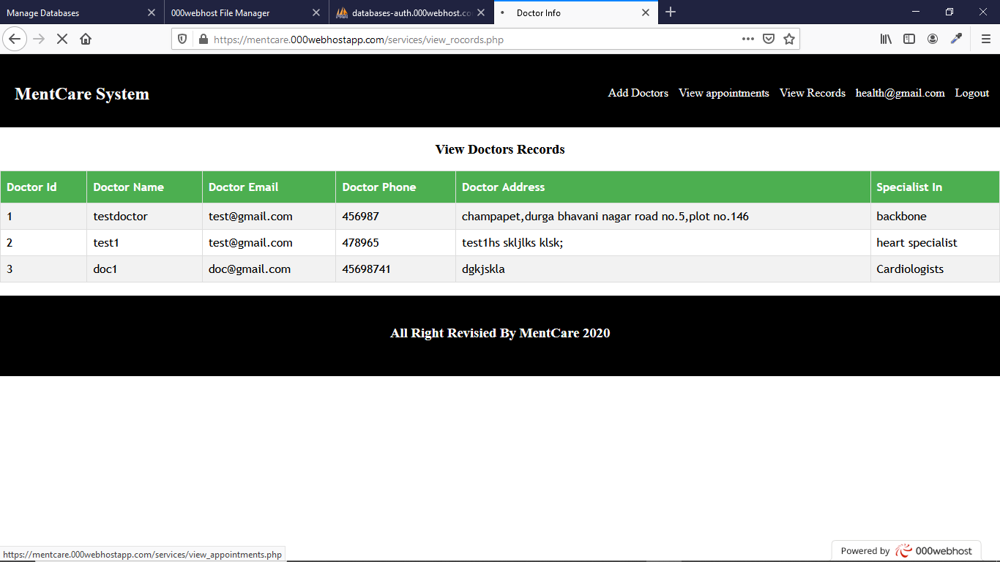 Manage Databases
000webhost File Manager
databases-auth.000webhost.co
Doctor Info
https://mentcare.000webhostapp.com/services/view_rocords.php
MentCare System
Add Doctors View appointments View Records health@gmail.com Logout
View Doctors Records
Doctor Id Doctor Name Doctor Email Doctor Phone Doctor Address Specialist In
1 testdoctor test@gmail.com 456987 champapet,durga bhavani nagar road no.5,plot no.146 backbone
2 test1 test@gmail.com 478965 test1hs skljlks klsk; heart specialist
3 doc1 doc@gmail.com 45698741 dgkjskla Cardiologists
All Right Revisied By MentCare 2020
https://mentcare.000webhostapp.com/services/view_appointments.php
Powered by 000webhost